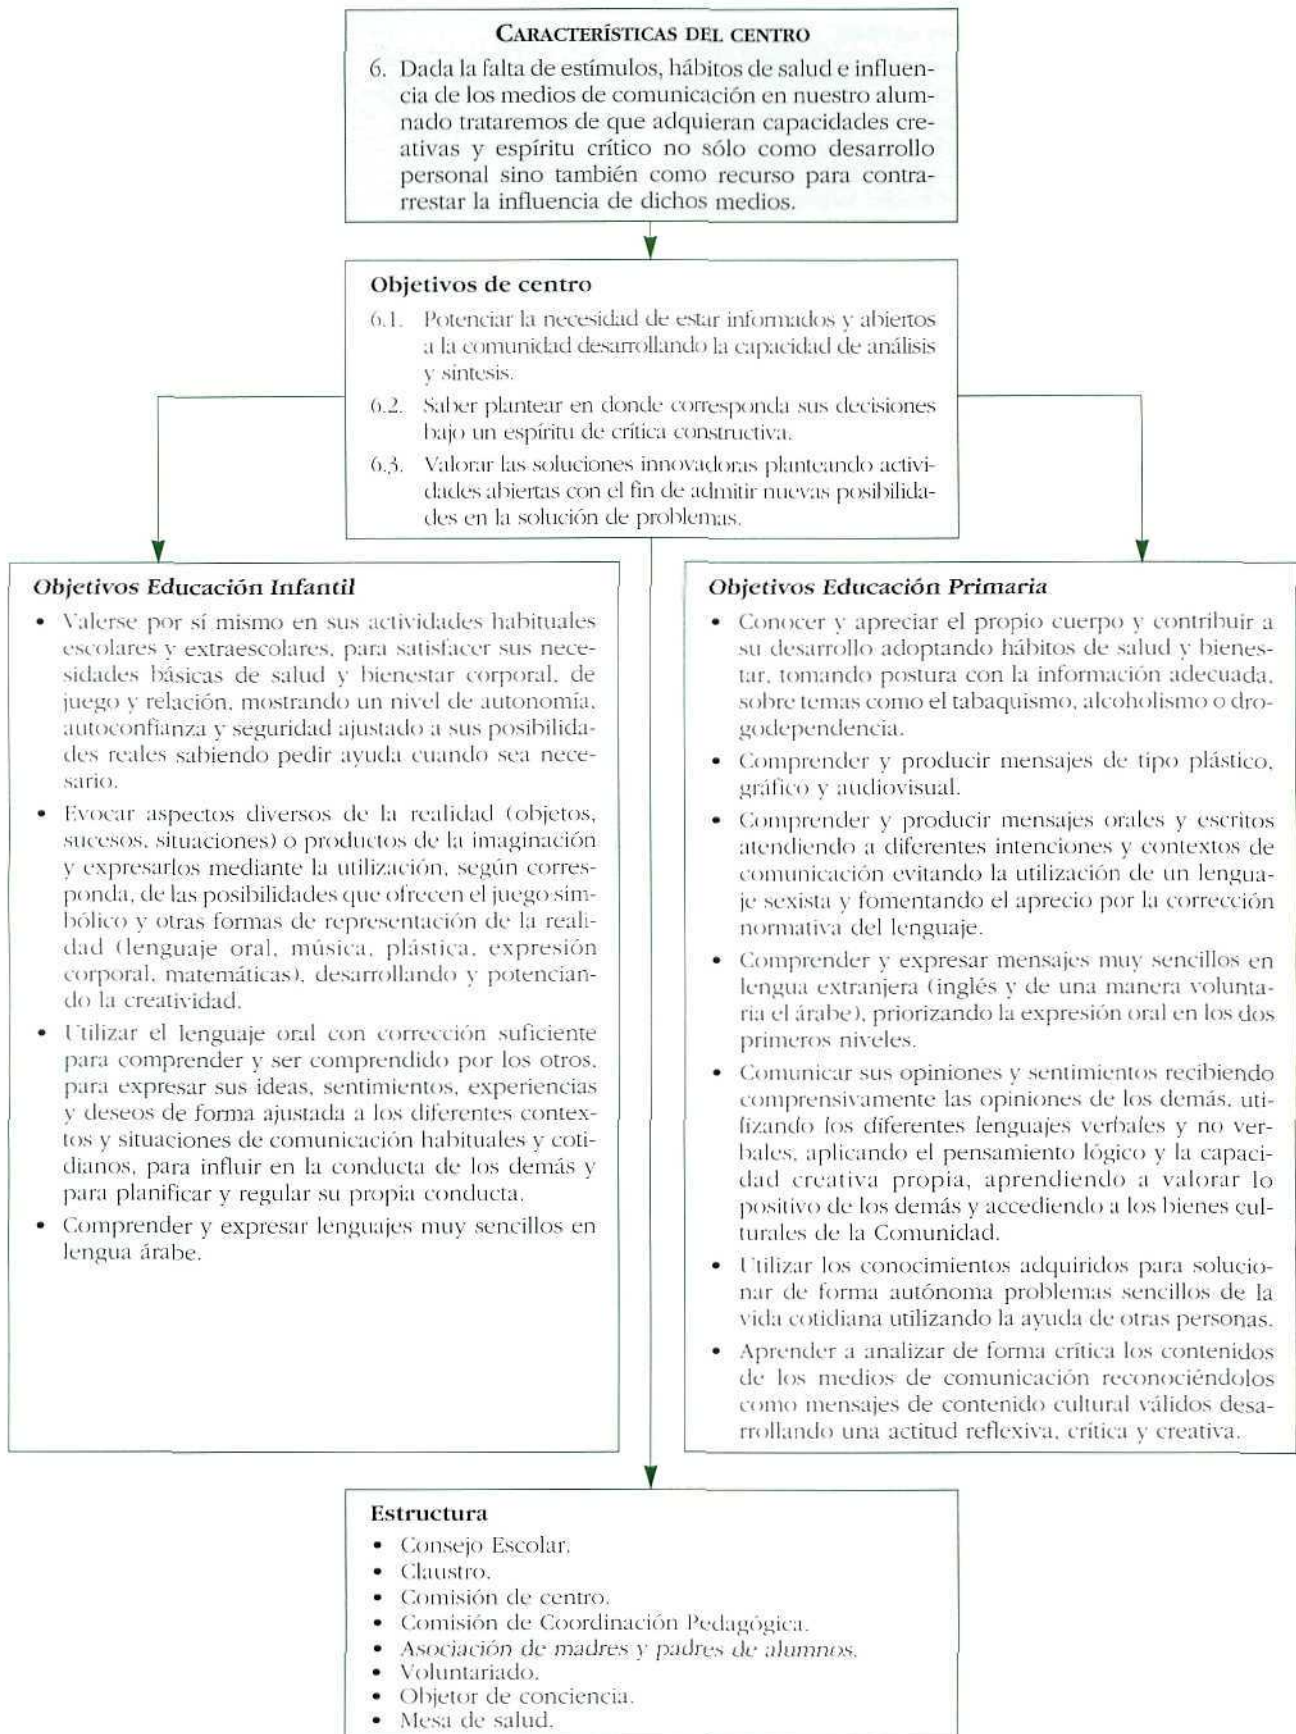 CARACTERÍSTICAS DEL CENTRO
6. Dada la falta de estímulos, hábitos de salud e influen-
cia de los medios de comunicación en nuestro alum-
nado trataremos de que adquieran capacidades cre-
ativas y espíritu crítico no sólo como desarrollo
personal sino también como recurso para contra-
rrestar la influencia de dichos medios.
Objetivos de centro
6.1. Potenciar la necesidad de estar informados y abiertos
a la comunidad desarrollando la capacidad de análisis
y síntesis.
6.2. Saber plantear en donde corresponda sus decisiones
bajo un espíritu de crítica constructiva.
6.3. Valorar las soluciones innovadoras planteando activi-
dades abiertas con el fin de admitir nuevas posibilida-
des en la solución de problemas.
Objetivos Educación Infantil
• Valerse por sí mismo en sus actividades habituales
escolares y extraescolares, para satisfacer sus nece-
sidades básicas de salud y bienestar corporal, de
juego y relación, mostrando un nivel de autonomía,
autoconfianza y seguridad ajustado a sus posibilida-
des reales sabiendo pedir ayuda cuando sea nece-
sario.
• Evocar aspectos diversos de la realidad (objetos,
sucesos, situaciones) o productos de la imaginación
y expresarlos mediante la utilización, según corres-
ponda, de las posibilidades que ofrecen el juego sim-
bólico y otras formas de representación de la reali-
dad (lenguaje oral, música, plástica, expresión
corporal, matemáticas), desarrollando y potencian-
do la creatividad.
• Utilizar el lenguaje oral con corrección suficiente
para comprender y ser comprendido por los otros,
para expresar sus ideas, sentimientos, experiencias
y deseos de forma ajustada a los diferentes contex-
tos y situaciones de comunicación habituales y coti-
dianos, para influir en la conducta de los demás y
para planificar y regular su propia conducta.
• Comprender y expresar lenguajes muy sencillos en
lengua árabe.
Objetivos Educación Primaria
• Conocer y apreciar el propio cuerpo y contribuir a
su desarrollo adoptando hábitos de salud y bienes-
tar, tomando postura con la información adecuada,
sobre temas como el tabaquismo, alcoholismo o dro-
godependencia.
• Comprender y producir mensajes de tipo plástico,
gráfico y audiovisual.
• Comprender y producir mensajes orales y escritos
atendiendo a diferentes intenciones y contextos de
comunicación evitando la utilización de un lengua-
je sexista y fomentando el aprecio por la corrección
normativa del lenguaje.
• Comprender y expresar mensajes muy sencillos en
lengua extranjera (inglés y de una manera volunta-
ria el árabe), priorizando la expresión oral en los dos
primeros niveles.
• Comunicar sus opiniones y sentimientos recibiendo
comprensivamente las opiniones de los demás, uti-
lizando los diferentes lenguajes verbales y no ver-
bales, aplicando el pensamiento lógico y la capaci-
dad creativa propia, aprendiendo a valorar lo
positivo de los demás y accediendo a los bienes cul-
turales de la Comunidad.
• Utilizar los conocimientos adquiridos para solucio-
nar de forma autónoma problemas sencillos de la
vida cotidiana utilizando la ayuda de otras personas.
• Aprender a analizar de forma crítica los contenidos
de los medios de comunicación reconociéndolos
como mensajes de contenido cultural válidos desa-
rrollando una actitud reflexiva, crítica y creativa.
Estructura
• Consejo Escolar.
• Claustro.
• Comisión de centro.
• Comisión de Coordinación Pedagógica.
• Asociación de madres y padres de alumnos.
• Voluntariado.
• Objetor de conciencia.
• Mesa de salud.